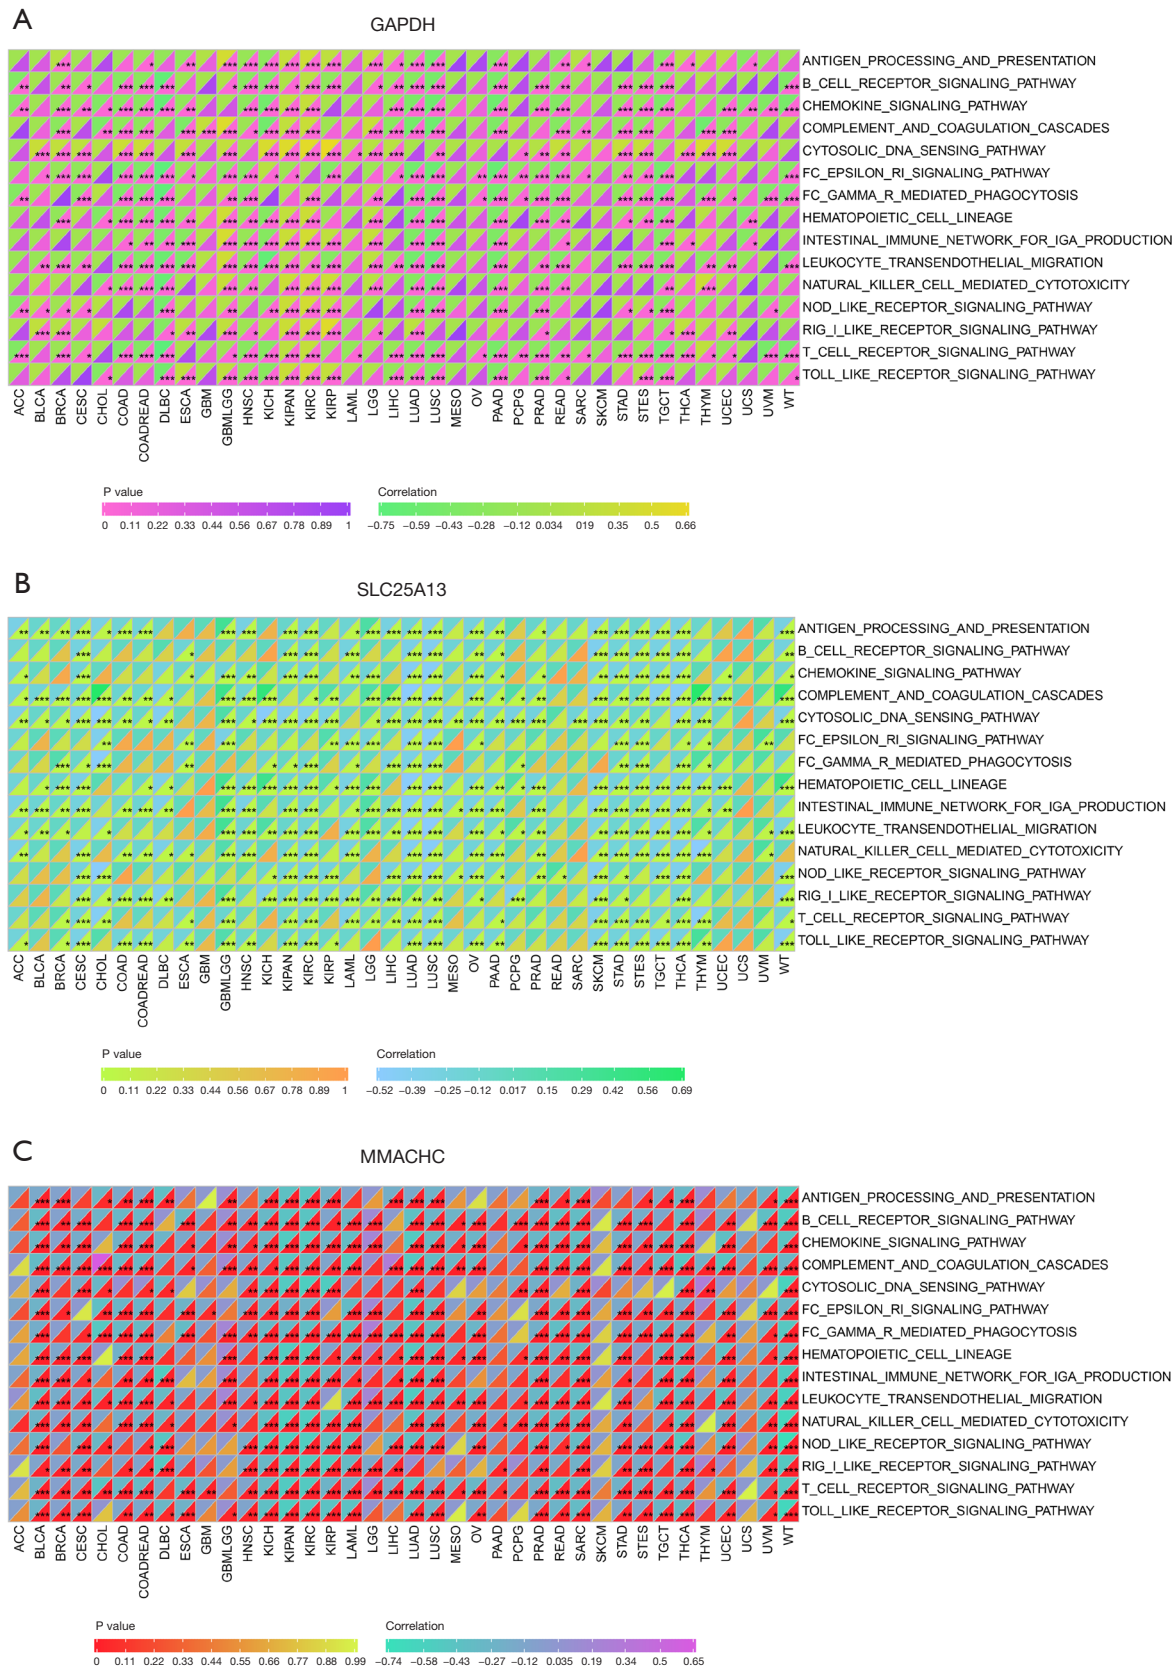 A
GAPDH
ANTIGEN_PROCESSING_AND_PRESENTATION
B_CELL_RECEPTOR_SIGNALING_PATHWAY
CHEMOKINE_SIGNALING_PATHWAY
COMPLEMENT_AND_COAGULATION_CASCADES
CYTOSOLIC_DNA_SENSING_PATHWAY
FC_EPSILON_RI_SIGNALING_PATHWAY
FC_GAMMA_R_MEDIATED_PHAGOCYTOSIS
HEMATOPOIETIC_CELL_LINEAGE
INTESTINAL_IMMUNE_NETWORK_FOR_IGA_PRODUCTION
LEUKOCYTE_TRANSENDOTHELIAL_MIGRATION
NATURAL_KILLER_CELL_MEDIATED_CYTOTOXICITY
NOD_LIKE_RECEPTOR_SIGNALING_PATHWAY
RIG_I_LIKE_RECEPTOR_SIGNALING_PATHWAY
T_CELL_RECEPTOR_SIGNALING_PATHWAY
TOLL_LIKE_RECEPTOR_SIGNALING_PATHWAY
ACC BLCA BRCA CESC CHOL COAD COADREAD DLBC ESCA GBM GBMLGG HNSC KICH KIPAN KIRC KIRP LAML LGG LIHC LUAD LUSC MESO OV PAAD PCPG PRAD READ SARC SKCM STAD STES TGCT THCA THYM UCEC UCS UVM WT
P value Correlation
0 0.11 0.22 0.33 0.44 0.56 0.67 0.78 0.89 1 −0.75 −0.59 −0.43 −0.28 −0.12 0.034 019 0.35 0.5 0.66
B
SLC25A13
ANTIGEN_PROCESSING_AND_PRESENTATION
B_CELL_RECEPTOR_SIGNALING_PATHWAY
CHEMOKINE_SIGNALING_PATHWAY
COMPLEMENT_AND_COAGULATION_CASCADES
CYTOSOLIC_DNA_SENSING_PATHWAY
FC_EPSILON_RI_SIGNALING_PATHWAY
FC_GAMMA_R_MEDIATED_PHAGOCYTOSIS
HEMATOPOIETIC_CELL_LINEAGE
INTESTINAL_IMMUNE_NETWORK_FOR_IGA_PRODUCTION
LEUKOCYTE_TRANSENDOTHELIAL_MIGRATION
NATURAL_KILLER_CELL_MEDIATED_CYTOTOXICITY
NOD_LIKE_RECEPTOR_SIGNALING_PATHWAY
RIG_I_LIKE_RECEPTOR_SIGNALING_PATHWAY
T_CELL_RECEPTOR_SIGNALING_PATHWAY
TOLL_LIKE_RECEPTOR_SIGNALING_PATHWAY
ACC BLCA BRCA CESC CHOL COAD COADREAD DLBC ESCA GBM GBMLGG HNSC KICH KIPAN KIRC KIRP LAML LGG LIHC LUAD LUSC MESO OV PAAD PCPG PRAD READ SARC SKCM STAD STES TGCT THCA THYM UCEC UCS UVM WT
P value Correlation
0 0.11 0.22 0.33 0.44 0.56 0.67 0.78 0.89 1 −0.52 −0.39 −0.25 −0.12 0.017 0.15 0.29 0.42 0.56 0.69
C
MMACHC
ANTIGEN_PROCESSING_AND_PRESENTATION
B_CELL_RECEPTOR_SIGNALING_PATHWAY
CHEMOKINE_SIGNALING_PATHWAY
COMPLEMENT_AND_COAGULATION_CASCADES
CYTOSOLIC_DNA_SENSING_PATHWAY
FC_EPSILON_RI_SIGNALING_PATHWAY
FC_GAMMA_R_MEDIATED_PHAGOCYTOSIS
HEMATOPOIETIC_CELL_LINEAGE
INTESTINAL_IMMUNE_NETWORK_FOR_IGA_PRODUCTION
LEUKOCYTE_TRANSENDOTHELIAL_MIGRATION
NATURAL_KILLER_CELL_MEDIATED_CYTOTOXICITY
NOD_LIKE_RECEPTOR_SIGNALING_PATHWAY
RIG_I_LIKE_RECEPTOR_SIGNALING_PATHWAY
T_CELL_RECEPTOR_SIGNALING_PATHWAY
TOLL_LIKE_RECEPTOR_SIGNALING_PATHWAY
ACC BLCA BRCA CESC CHOL COAD COADREAD DLBC ESCA GBM GBMLGG HNSC KICH KIPAN KIRC KIRP LAML LGG LIHC LUAD LUSC MESO OV PAAD PCPG PRAD READ SARC SKCM STAD STES TGCT THCA THYM UCEC UCS UVM WT
P value Correlation
0 0.11 0.22 0.33 0.44 0.55 0.66 0.77 0.88 0.99 −0.74 −0.58 −0.43 −0.27 −0.12 0.035 0.19 0.34 0.5 0.65